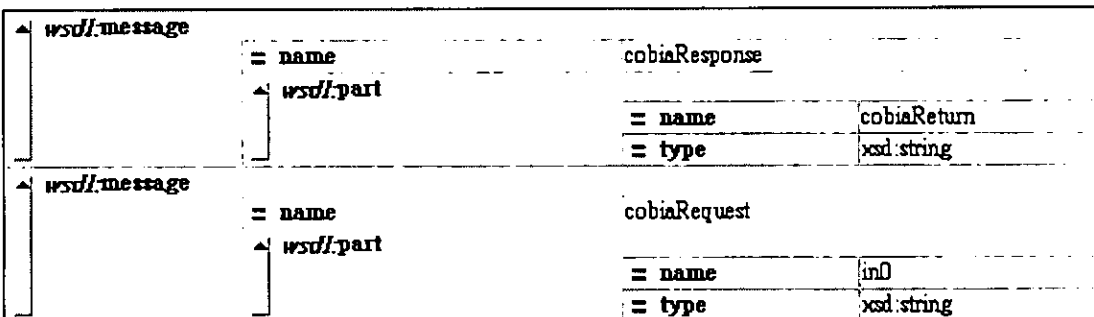 wsdl:message
= name cobiaResponse
wsdl:part
= name cobiaReturn
= type xsd:string
wsdl:message
= name cobiaRequest
wsdl:part
= name in0
= type xsd:string